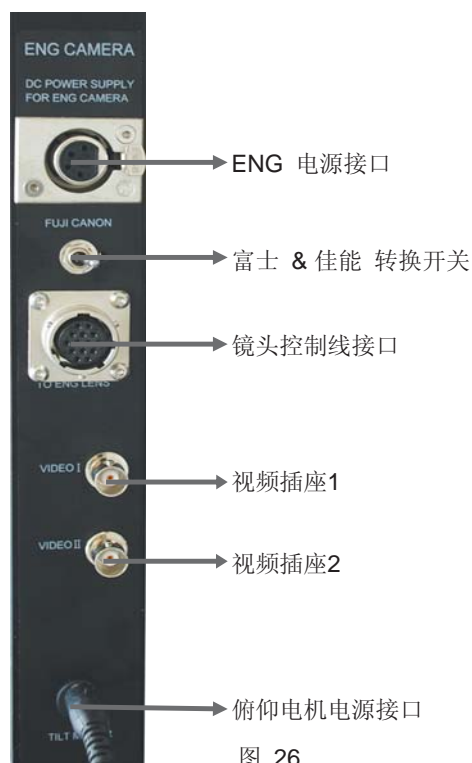 ENG CAMERA
DC POWER SUPPLY
FOR ENG CAMERA
ENG 电源接口
FUJI CANON
富士 & 佳能 转换开关
镜头控制线接口
TO ENG LENS
VIDEO I
视频插座1
VIDEO II
视频插座2
俯仰电机电源接口
TILT &
图 26